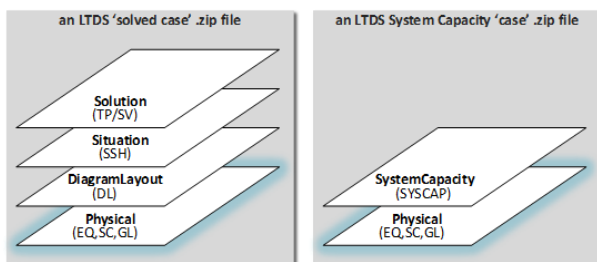 an LTDS 'solved case' .zip file
Solution
(TP/SV)
Situation
(SSH)
DiagramLayout
(DL)
Physical
(EQ,SC,GL)
an LTDS System Capacity 'case' .zip file
SystemCapacity
(SYSCAP)
Physical
(EQ,SC,GL)